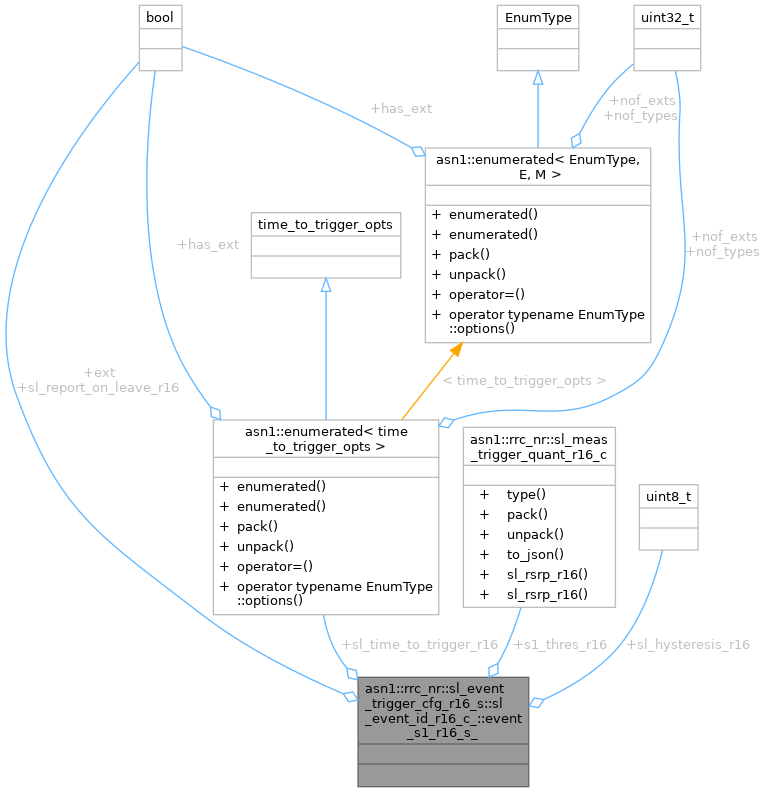 bool
EnumType
uint32_t
+has_ext
+nof_exts
+nof_types
asn1::enumerated< EnumType,
E, M >
+ enumerated()
+ enumerated()
+ pack()
+ unpack()
+ operator=()
+ operator typename EnumType
::options()
time_to_trigger_opts
+has_ext
+nof_exts
+nof_types
+ext
+sl_report_on_leave_r16
< time_to_trigger_opts >
asn1::enumerated< time
_to_trigger_opts >
+ enumerated()
+ enumerated()
+ pack()
+ unpack()
+ operator=()
+ operator typename EnumType
::options()
asn1::rrc_nr::sl_meas
_trigger_quant_r16_c
+ type()
+ pack()
+ unpack()
+ to_json()
+ sl_rsrp_r16()
+ sl_rsrp_r16()
uint8_t
+sl_time_to_trigger_r16
+s1_thres_r16
+sl_hysteresis_r16
asn1::rrc_nr::sl_event
_trigger_cfg_r16_s::sl
_event_id_r16_c_::event
_s1_r16_s_